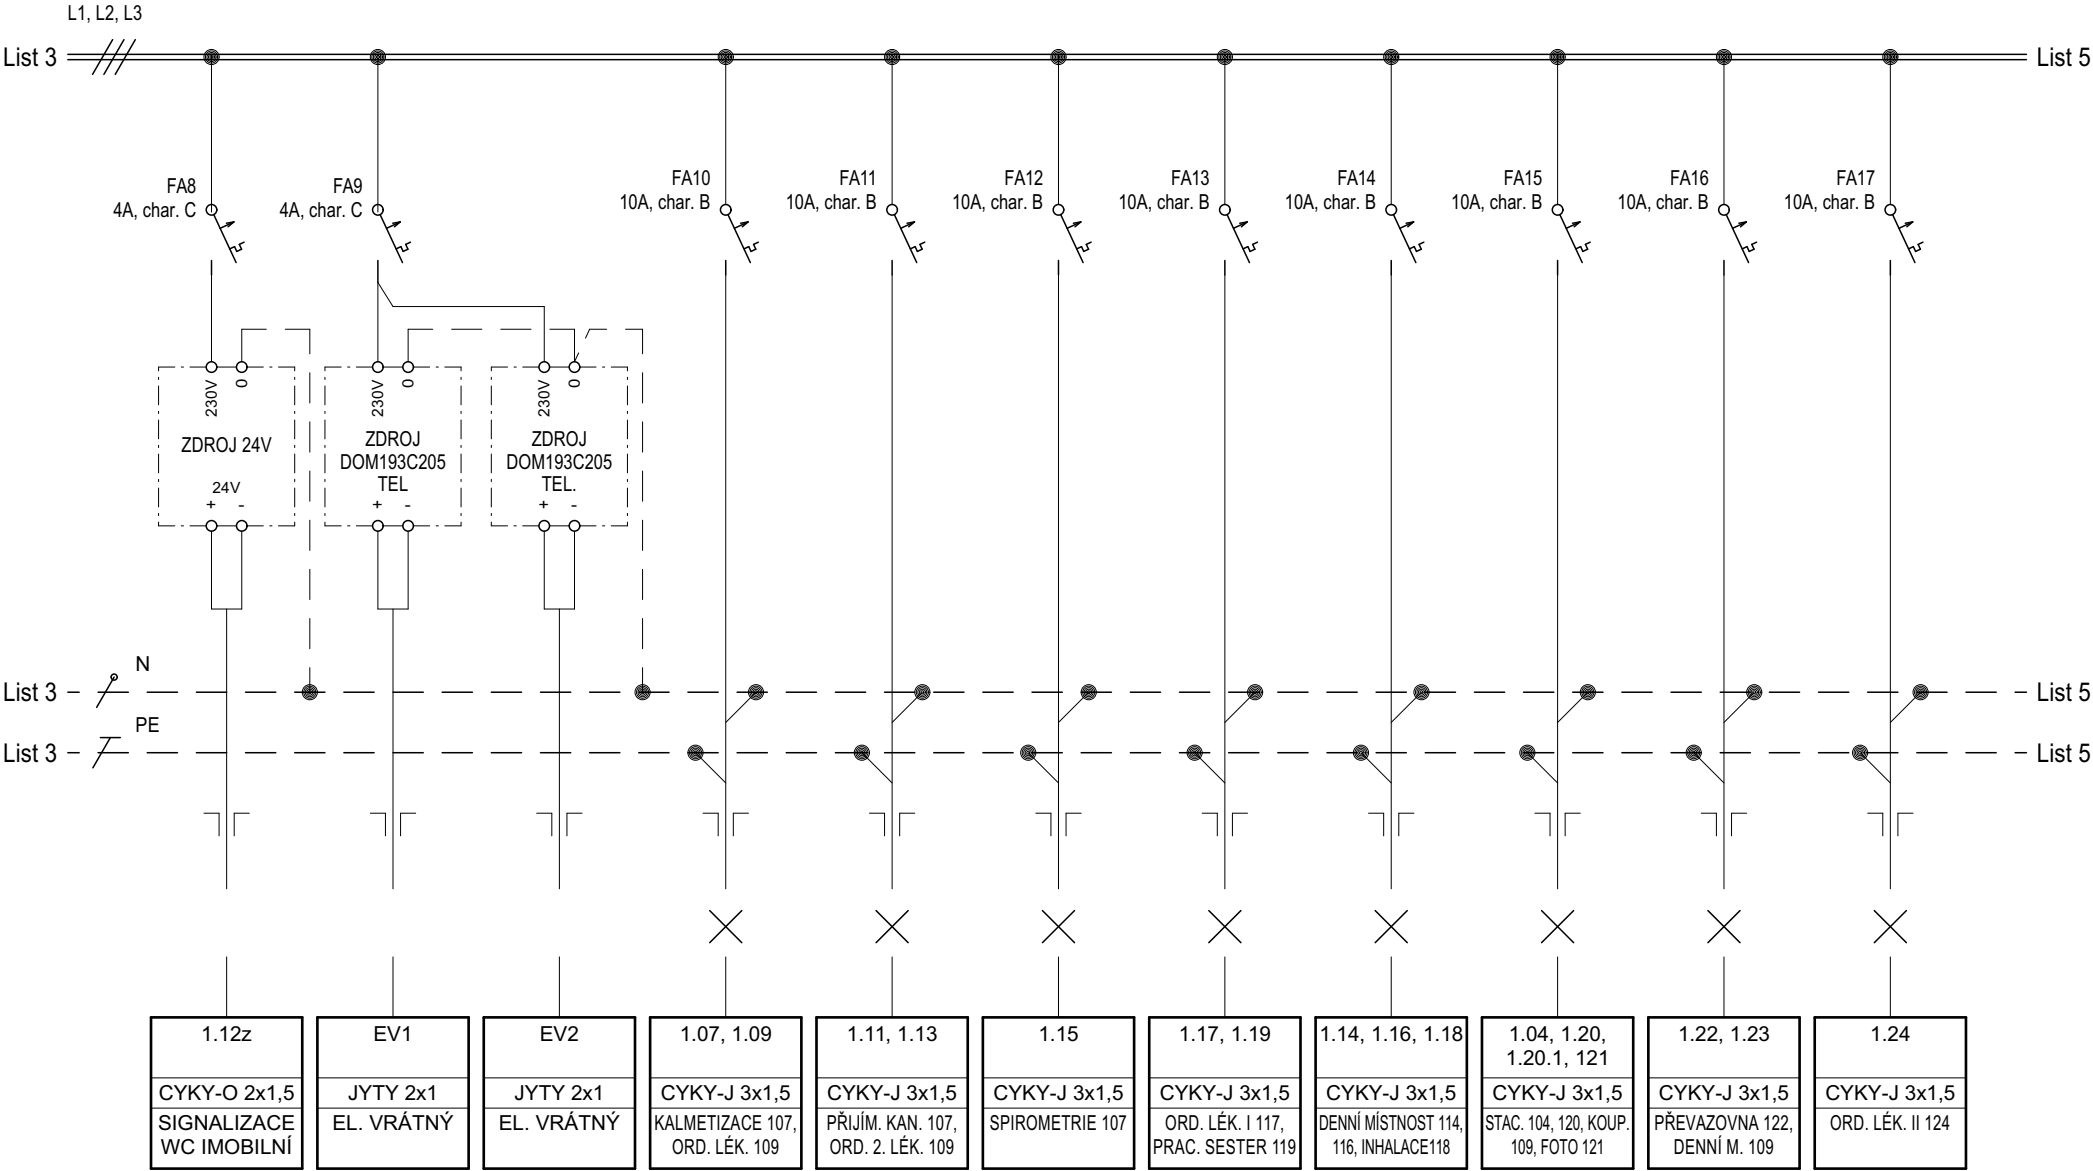 L1, L2, L3
List 3
List 5
FA8
4A, char. C
FA9
4A, char. C
FA10
10A, char. B
FA11
10A, char. B
FA12
10A, char. B
FA13
10A, char. B
FA14
10A, char. B
FA15
10A, char. B
FA16
10A, char. B
FA17
10A, char. B
230V
0
ZDROJ 24V
24V
+ -
230V
0
ZDROJ
DOM193C205
TEL
+ -
230V
0
ZDROJ
DOM193C205
TEL.
+ -
N
List 3
List 5
PE
List 3
List 5
1.12z
CYKY-O 2x1,5
SIGNALIZACE
WC IMOBILNÍ
EV1
JYTY 2x1
EL. VRÁTNÝ
EV2
JYTY 2x1
EL. VRÁTNÝ
1.07, 1.09
CYKY-J 3x1,5
KALMETIZACE 107,
ORD. LÉK. 109
1.11, 1.13
CYKY-J 3x1,5
PŘIJÍM. KAN. 107,
ORD. 2. LÉK. 109
1.15
CYKY-J 3x1,5
SPIROMETRIE 107
1.17, 1.19
CYKY-J 3x1,5
ORD. LÉK. I 117,
PRAC. SESTER 119
1.14, 1.16, 1.18
CYKY-J 3x1,5
DENNÍ MÍSTNOST 114,
116, INHALACE118
1.04, 1.20,
1.20.1, 121
CYKY-J 3x1,5
STAC. 104, 120, KOUP.
109, FOTO 121
1.22, 1.23
CYKY-J 3x1,5
PŘEVAZOVNA 122,
DENNÍ M. 109
1.24
CYKY-J 3x1,5
ORD. LÉK. II 124